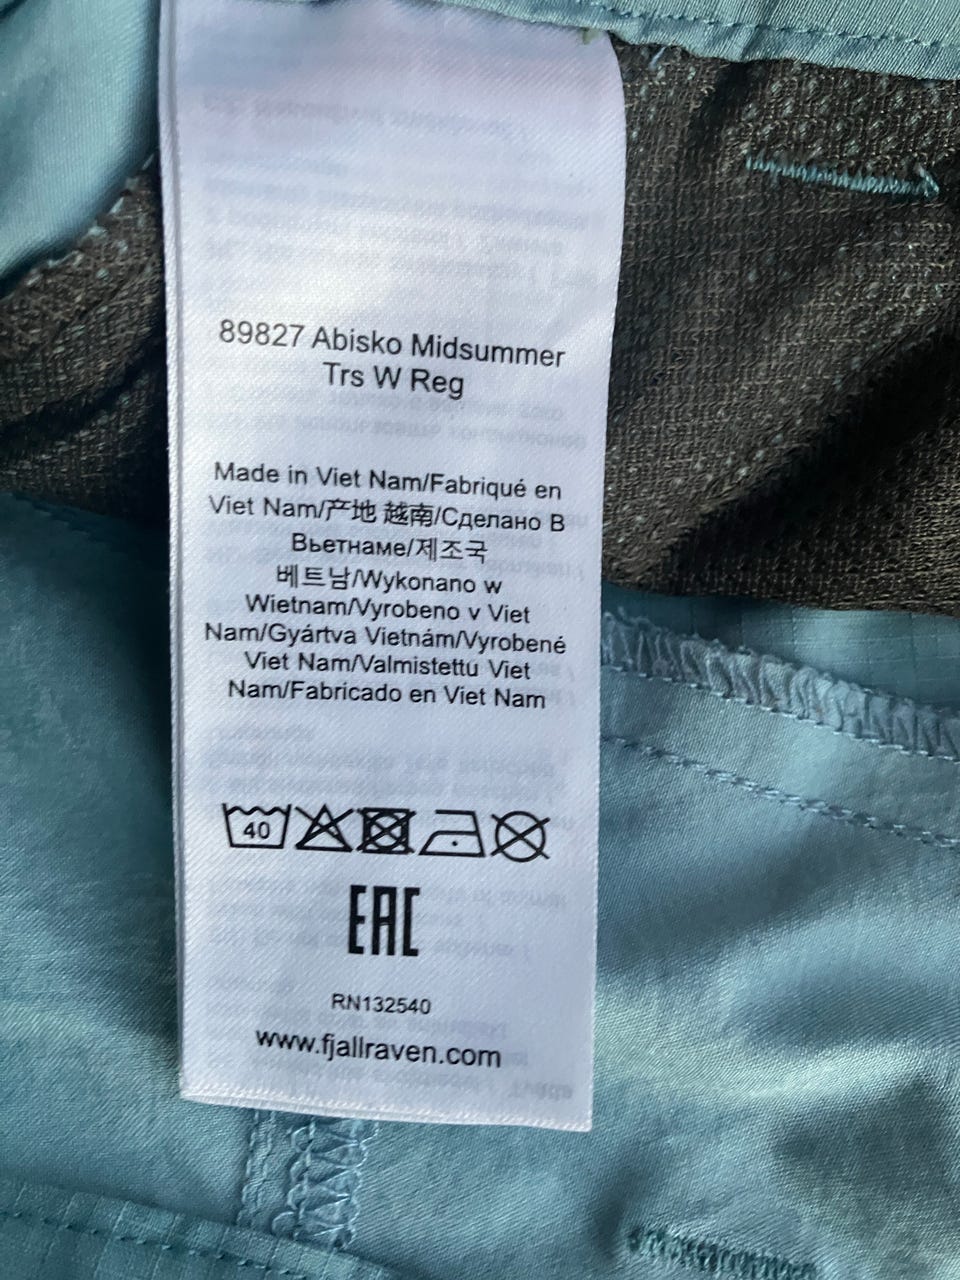 89827 Abisko Midsummer
Trs W Reg
Made in Viet Nam/Fabriqué en
Viet Nam/产地 越南/Сделано В
Вьетнаме/제조국
베트남/Wykonano w
Wietnam/Vyrobeno v Viet
Nam/Gyártva Vietnám/Vyrobené
Viet Nam/Valmistettu Viet
Nam/Fabricado en Viet Nam
40
EAC
RN132540
www.fjallraven.com